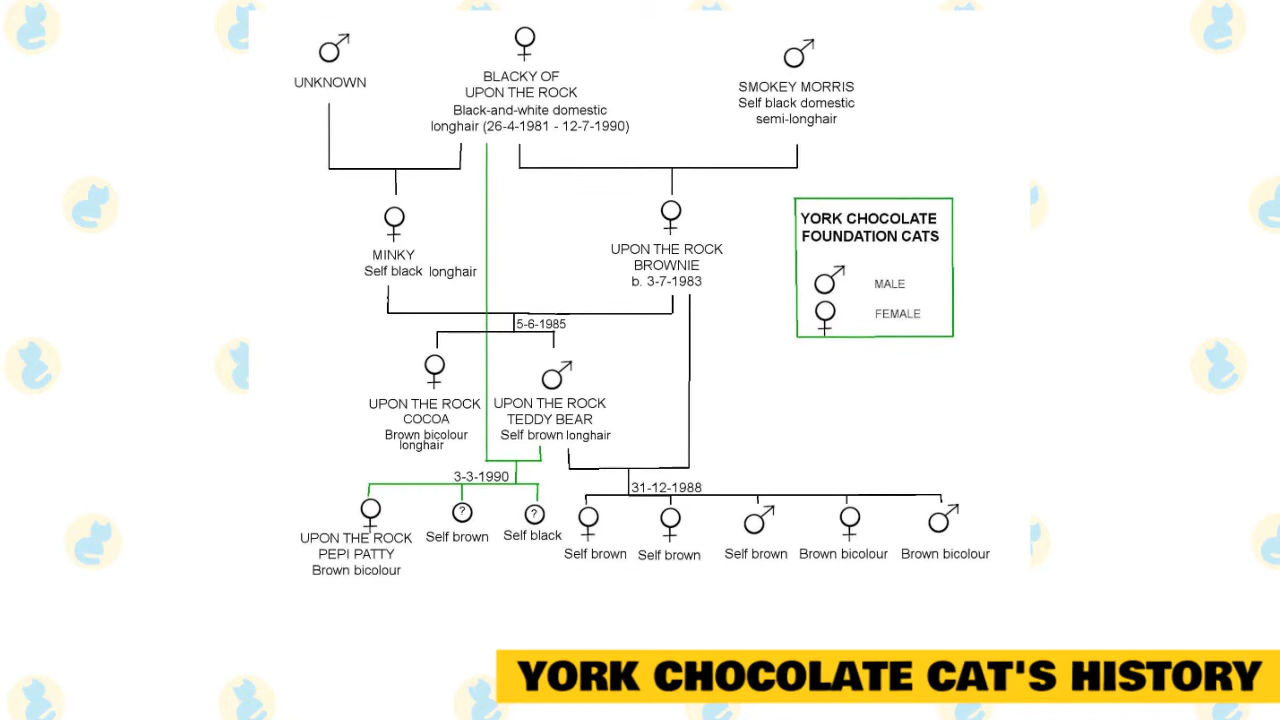 UNKNOWN
BLACKY OF
UPON THE ROCK
Black-and-white domestic
longhair (26-4-1981 - 12-7-1990)
SMOKEY MORRIS
Self black domestic
semi-longhair
MINKY
Self black longhair
UPON THE ROCK
BROWNIE
b. 3-7-1983
YORK CHOCOLATE
FOUNDATION CATS
MALE
FEMALE
5-6-1985
UPON THE ROCK
COCOA
Brown bicolour
longhair
UPON THE ROCK
TEDDY BEAR
Self brown longhair
3-3-1990
31-12-1988
?
?
UPON THE ROCK
PEPI PATTY
Brown bicolour
Self brown
Self black
Self brown
Self brown
Self brown
Brown bicolour
Brown bicolour
YORK CHOCOLATE CAT'S HISTORY